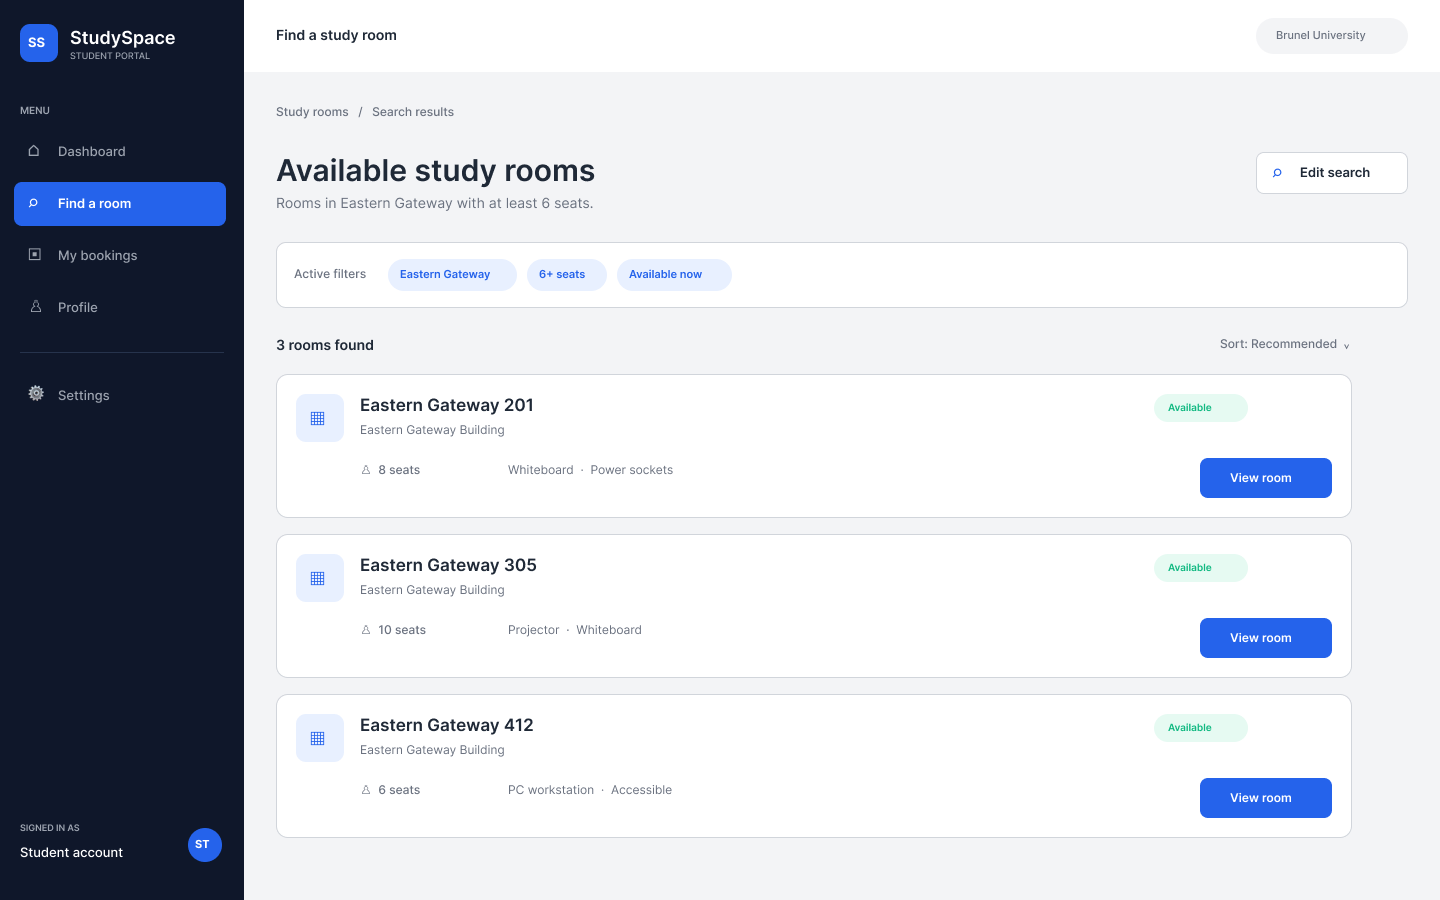 SS
StudySpace
STUDENT PORTAL
MENU
Dashboard
Find a room
My bookings
Profile
Settings
SIGNED IN AS
Student account
ST
Find a study room
Brunel University
Study rooms / Search results
Available study rooms
Rooms in Eastern Gateway with at least 6 seats.
Edit search
Active filters
Eastern Gateway
6+ seats
Available now
3 rooms found
Sort: Recommended
Eastern Gateway 201
Available
Eastern Gateway Building
8 seats
Whiteboard · Power sockets
View room
Eastern Gateway 305
Available
Eastern Gateway Building
10 seats
Projector · Whiteboard
View room
Eastern Gateway 412
Available
Eastern Gateway Building
6 seats
PC workstation · Accessible
View room